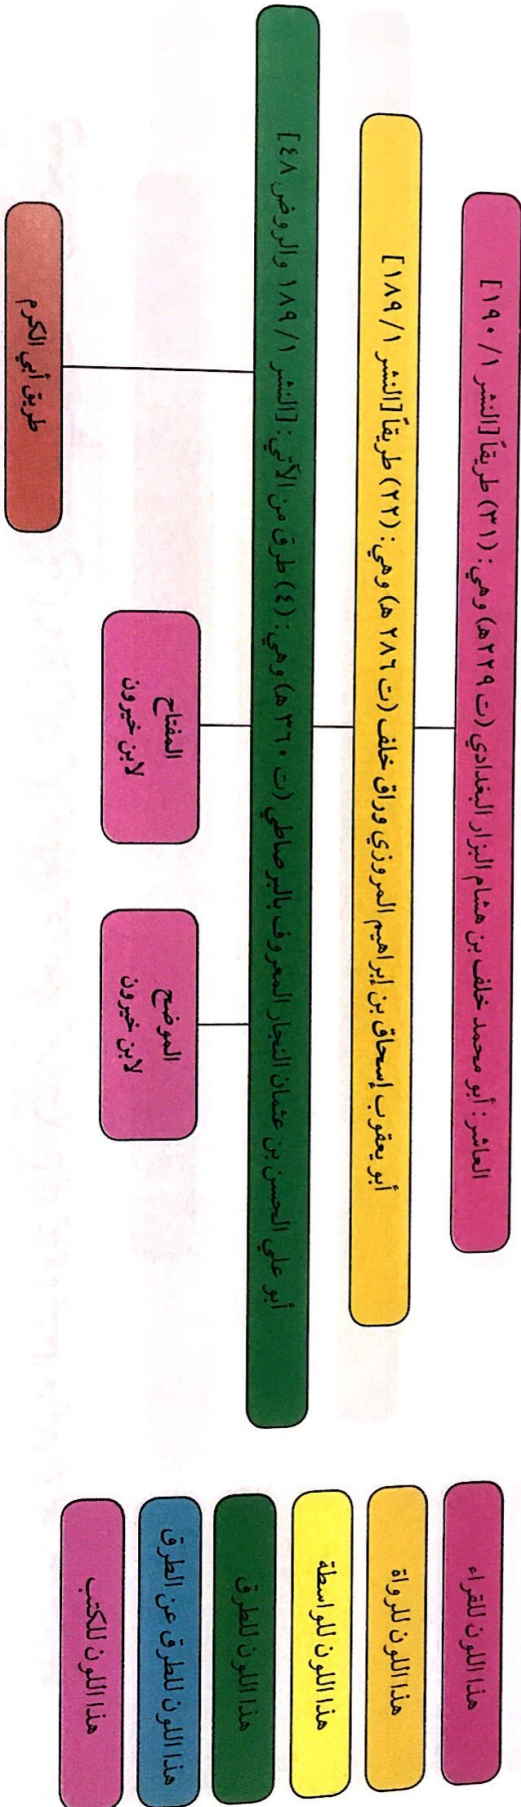 العاشر: أبو محمد خلف بن هشام البزار البغدادي (ت ٢٢٩ هـ) وهي: (٣١) طريقاً [النشر ١/ ١٩٠]
أبو يعقوب إسحاق بن إبراهيم المروزي وراق خلف (ت ٢٨٦ هـ) وهي: (٢٢) طريقاً [النشر ١/ ١٨٩]
أبو علي الحسن بن عثمان النجار المعروف بالبرصاطي (ت ٣٦٠ هـ) وهي: (٤) طرق من الآتي: [النشر ١/ ١٨٩ والروض ٤٨]
الموضح
لابن خيرون
المفتاح
لابن خيرون
طريق أبي الكرم
هذا اللون للقراء
هذا اللون للرواة
هذا اللون للواسطة
هذا اللون للطرق
هذا اللون للطرق عن الطرق
هذا اللون للكتب